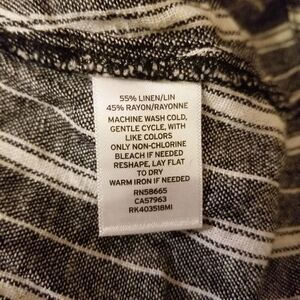 55% LINEN/LIN
45% RAYON/RAYONNE
MACHINE WASH COLD,
GENTLE CYCLE, WITH
LIKE COLORS
ONLY NON-CHLORINE
BLEACH IF NEEDED
RESHAPE, LAY FLAT
TO DRY
WARM IRON IF NEEDED
RN58665
CA57963
RK403518MI